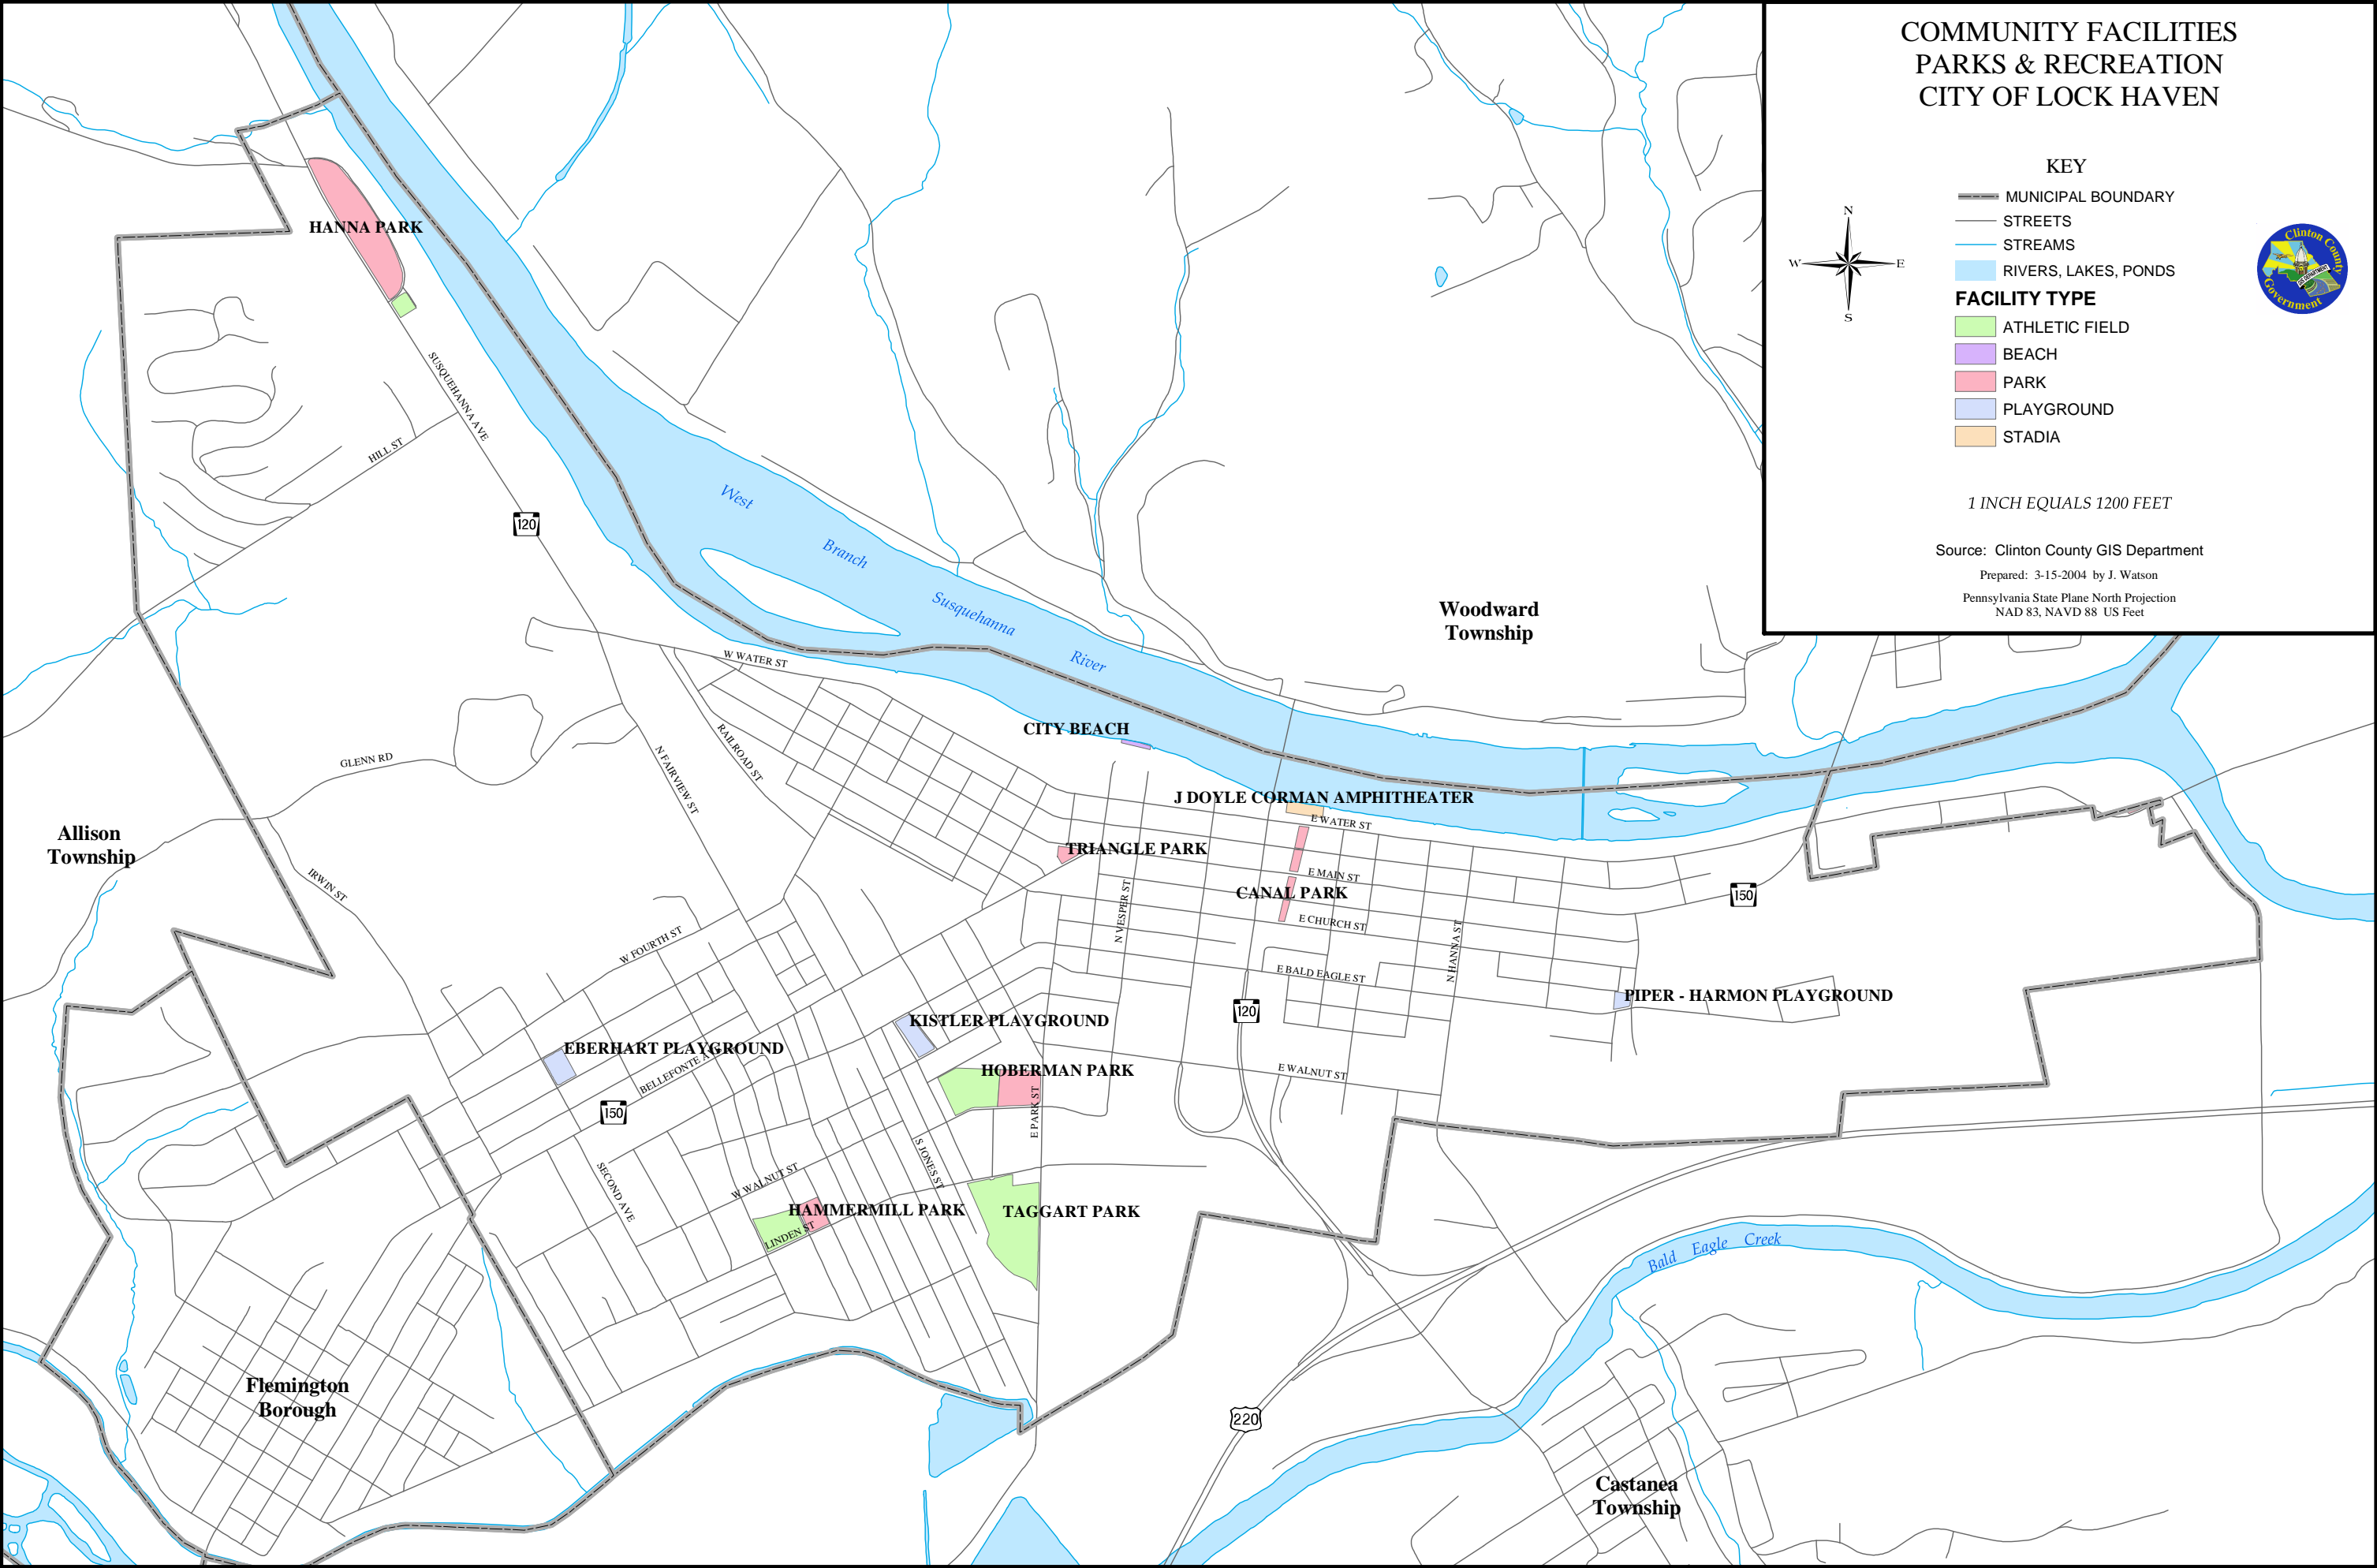 COMMUNITY FACILITIES
PARKS & RECREATION
CITY OF LOCK HAVEN
KEY
MUNICIPAL BOUNDARY
STREETS
STREAMS
RIVERS, LAKES, PONDS
FACILITY TYPE
ATHLETIC FIELD
BEACH
PARK
PLAYGROUND
STADIA
N
W
E
S
Clinton County
Government
1 INCH EQUALS 1200 FEET
Source: Clinton County GIS Department
Prepared: 3-15-2004 by J. Watson
Pennsylvania State Plane North Projection
NAD 83, NAVD 88 US Feet
HANNA PARK
SUSQUEHANNA AVE
HILL ST
120
West
Branch
Susquehanna
River
Woodward
Township
W WATER ST
CITY BEACH
RAILROAD ST
N FAIRVIEW ST
GLENN RD
J DOYLE CORMAN AMPHITHEATER
E WATER ST
Allison
Township
TRIANGLE PARK
E MAIN ST
IRWIN ST
CANAL PARK
150
N VESPER ST
E CHURCH ST
W FOURTH ST
N HANNA ST
E BALD EAGLE ST
PIPER - HARMON PLAYGROUND
120
KISTLER PLAYGROUND
EBERHART PLAYGROUND
BELLEFONTE A
HOBERMAN PARK
E WALNUT ST
150
E PARK ST
S JONES ST
SECOND AVE
W WALNUT ST
HAMMERMILL PARK
TAGGART PARK
LINDEN ST
Bald Eagle Creek
Flemington
Borough
220
Castanea
Township